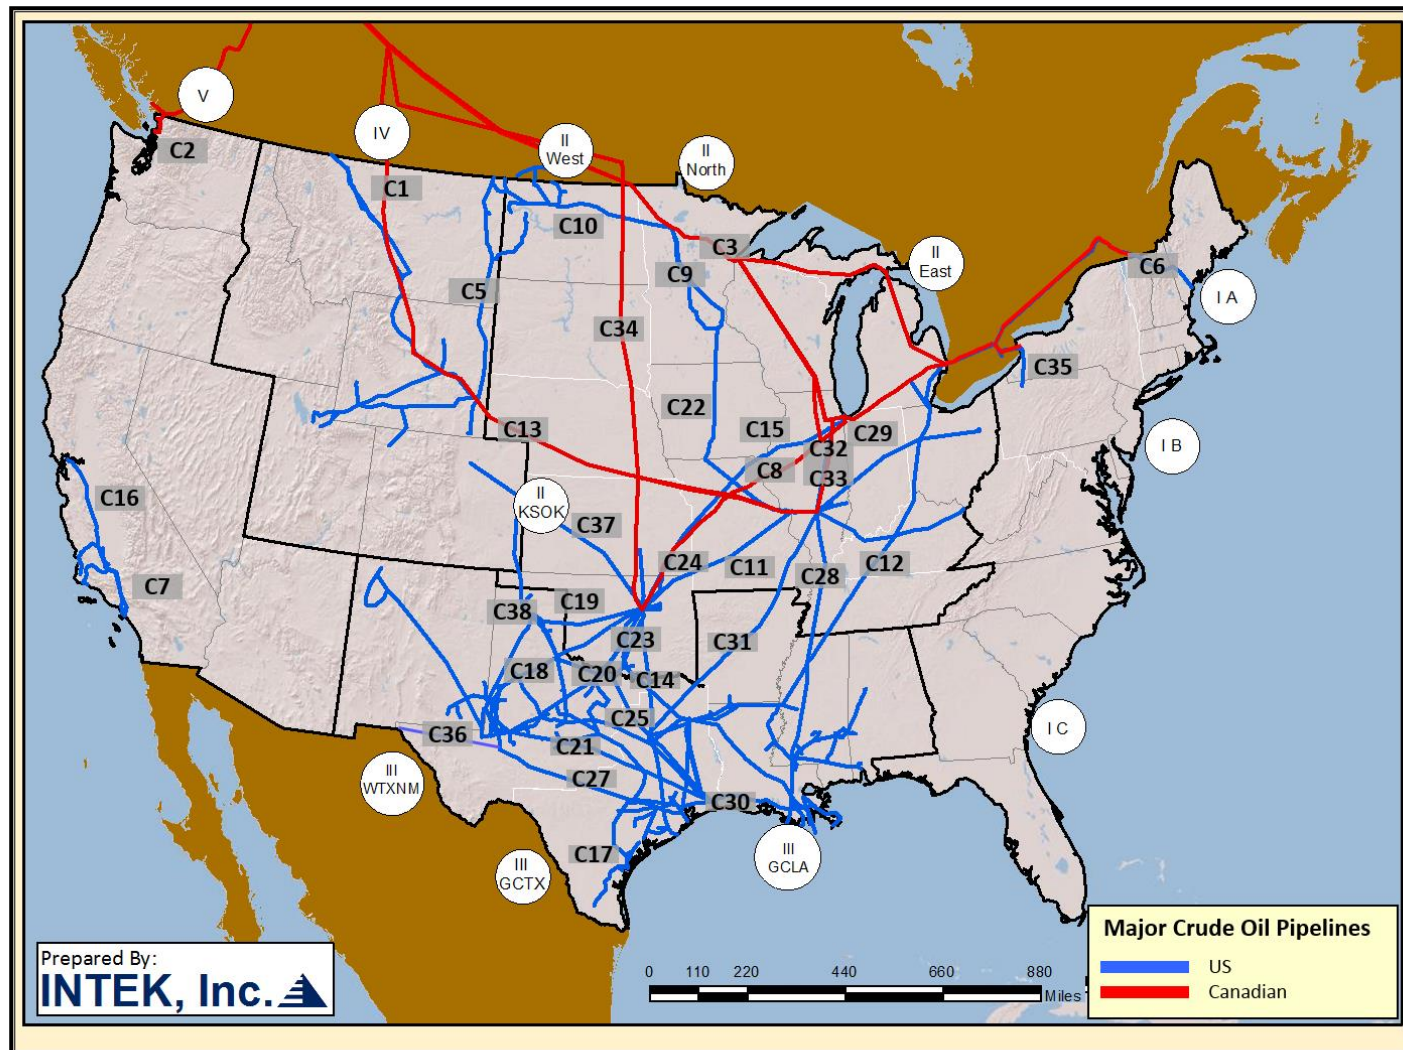 V
C2
IV
II
West
II
North
C1
C10
C3
II
East
C6
I A
C9
C5
C34
C35
C22
C13
C15
C29
C32
C8
C33
I B
C16
II
KSOK
C37
C7
C24
C11
C28
C12
C19
C38
C23
C31
C18
C20
C14
C25
C36
C21
I C
C27
III
WTXNM
C30
C17
III
GCTX
III
GCLA
Major Crude Oil Pipelines
US
Canadian
Prepared By:
INTEK, Inc.
0 110 220 440 660 880
Miles